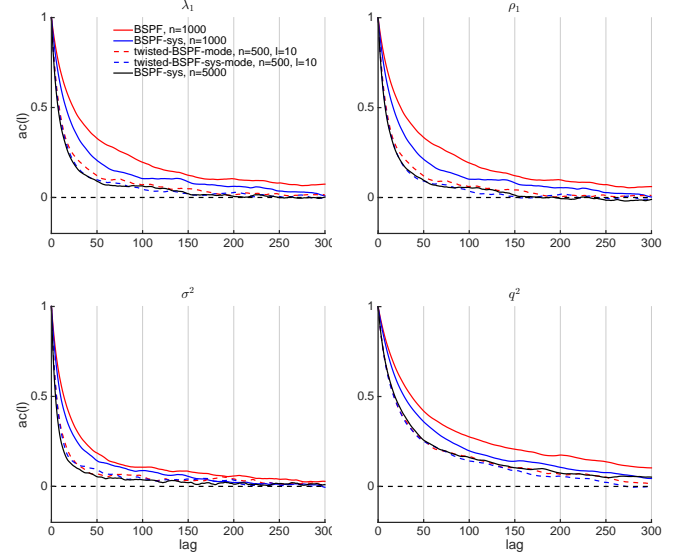 λ₁
ρ₁
1
0.5
0
ac(l)
BSPF, n=1000
BSPF-sys, n=1000
twisted-BSPF-mode, n=500, l=10
twisted-BSPF-sys-mode, n=500, l=10
BSPF-sys, n=5000
0 50 100 150 200 250 300
1
0.5
0
0 50 100 150 200 250 300
σ²
q²
1
0.5
0
ac(l)
0 50 100 150 200 250 300
lag
1
0.5
0
0 50 100 150 200 250 300
lag